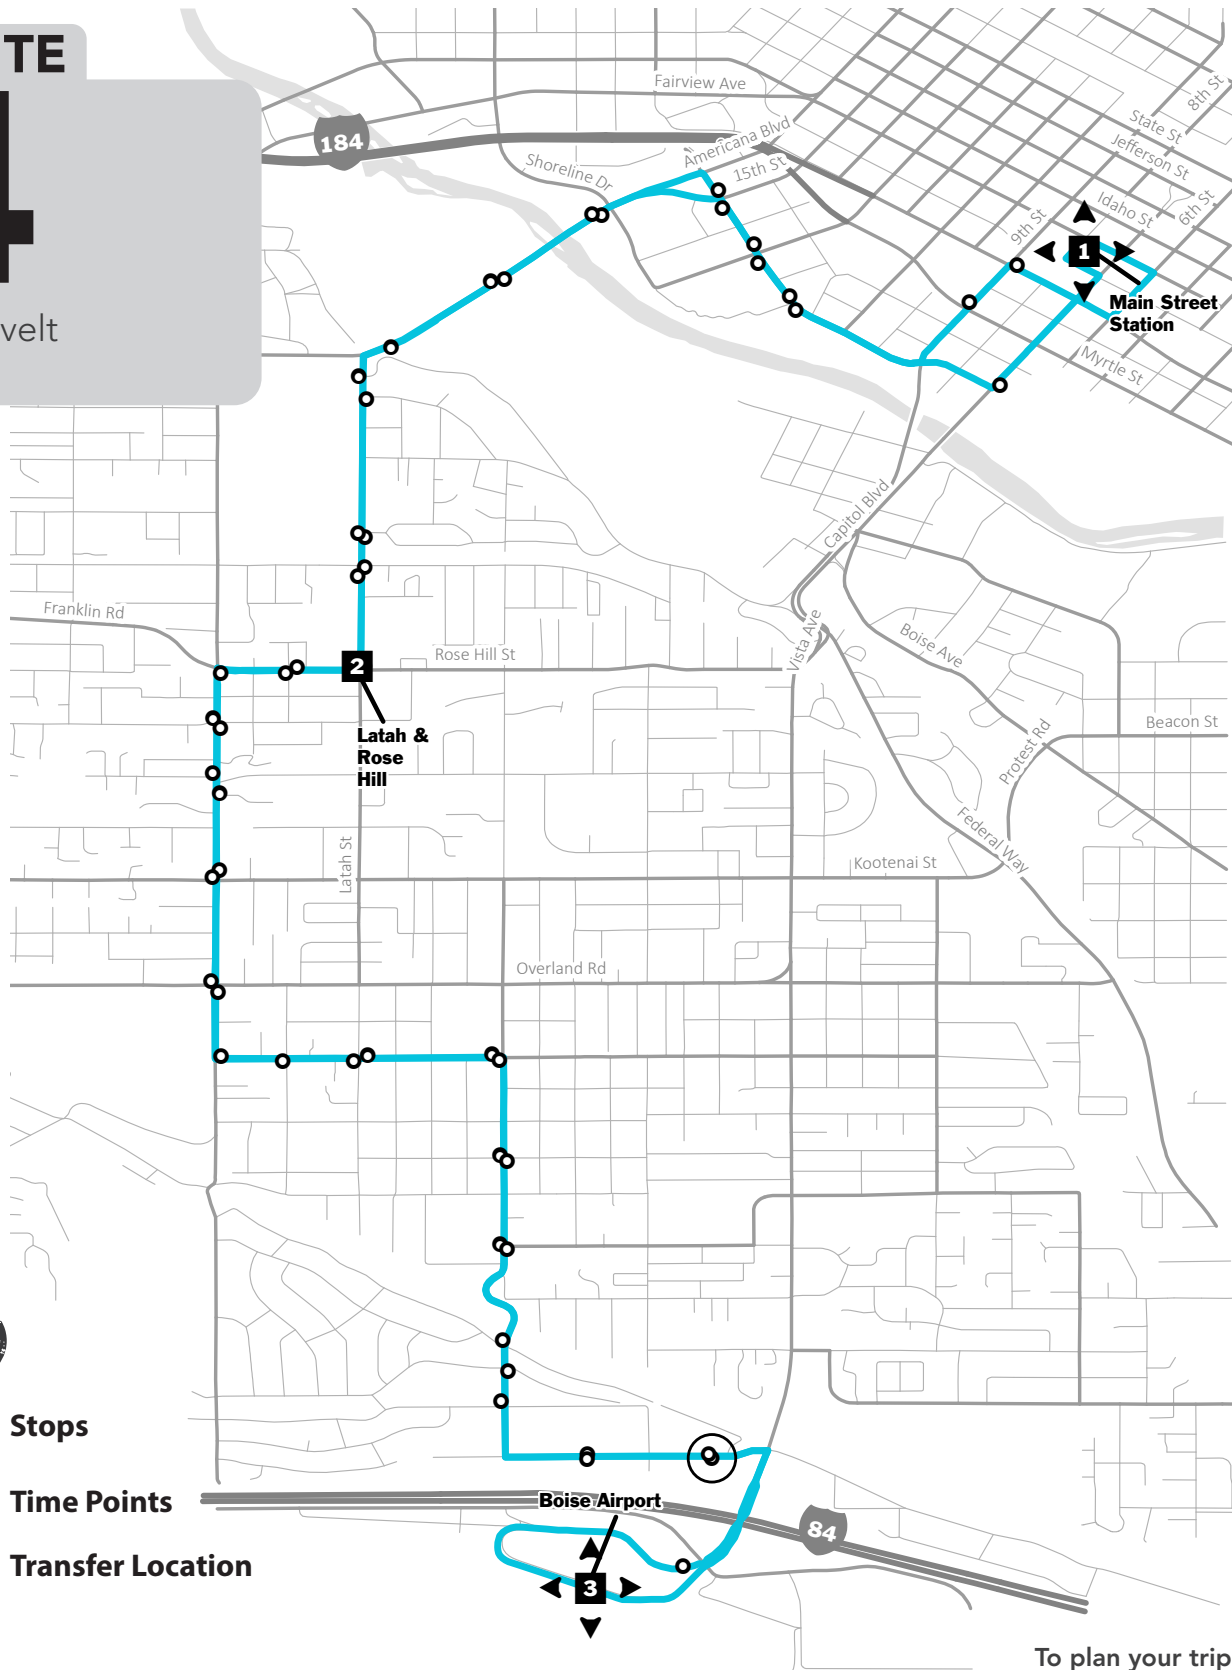 TE
4
velt
184
Fairview Ave
8th St
State St
Americana Blvd
Jefferson St
Shoreline Dr
15th St
Idaho St
6th St
9th St
1
Main Street
Station
Myrtle St
Capitol Blvd
Franklin Rd
Rose Hill St
Vista Ave
Boise Ave
2
Latah &
Rose
Hill
Beacon St
Protest Rd
Federal Way
Latah St
Kootenai St
Overland Rd
Stops
Time Points
Boise Airport
84
Transfer Location
3
To plan your trip